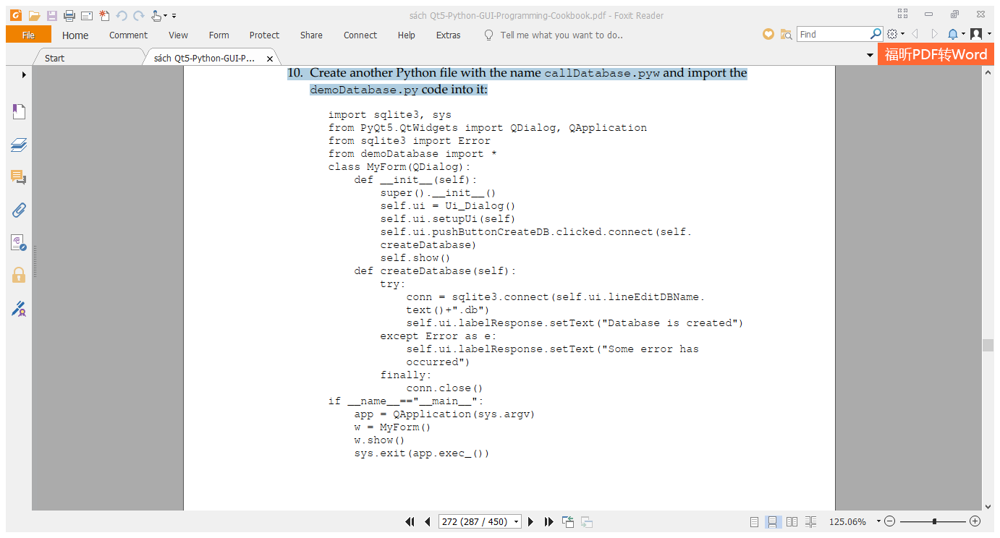 sách Qt5-Python-GUI-Programming-Cookbook.pdf - Foxit Reader
File Home Comment View Form Protect Share Connect Help Extras Tell me what you want to do.. Find
Start sách Qt5-Python-GUI-P... 福昕PDF转Word
10. Create another Python file with the name callDatabase.pyw and import the
demoDatabase.py code into it:
import sqlite3, sys
from PyQt5.QtWidgets import QDialog, QApplication
from sqlite3 import Error
from demoDatabase import *
class MyForm(QDialog):
    def __init__(self):
        super().__init__()
        self.ui = Ui_Dialog()
        self.ui.setupUi(self)
        self.ui.pushButtonCreateDB.clicked.connect(self.
        createDatabase)
        self.show()
    def createDatabase(self):
        try:
            conn = sqlite3.connect(self.ui.lineEditDBName.
            text()+".db")
            self.ui.labelResponse.setText("Database is created")
        except Error as e:
            self.ui.labelResponse.setText("Some error has
            occurred")
        finally:
            conn.close()
if __name__=="__main__":
    app = QApplication(sys.argv)
    w = MyForm()
    w.show()
    sys.exit(app.exec_())
272 (287 / 450) 125.06%